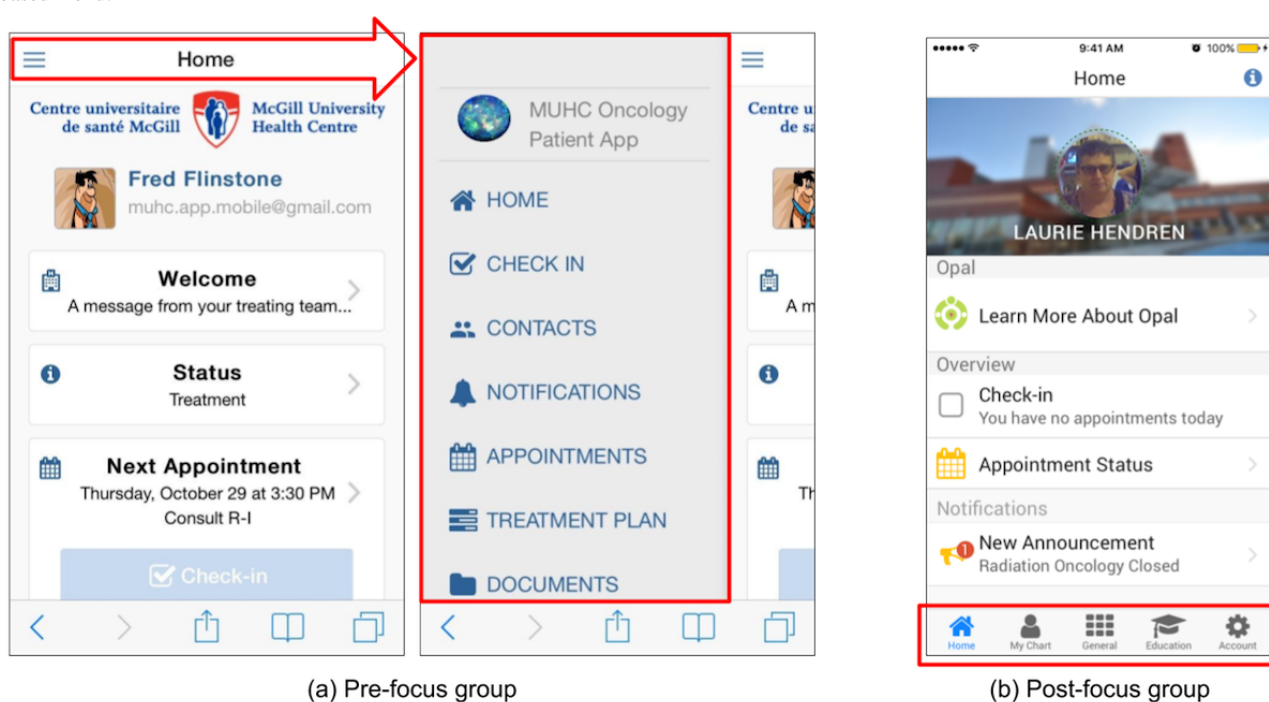 Home
Centre universitaire
de santé McGill
McGill University
Health Centre
Fred Flinstone
muhc.app.mobile@gmail.com
Welcome
A message from your treating team...
Status
Treatment
Next Appointment
Thursday, October 29 at 3:30 PM
Consult R-I
Check-in
MUHC Oncology
Patient App
HOME
CHECK IN
CONTACTS
NOTIFICATIONS
APPOINTMENTS
TREATMENT PLAN
DOCUMENTS
Centre u
de sa
A m
Th
(a) Pre-focus group
9:41 AM
100%
Home
LAURIE HENDREN
Opal
Learn More About Opal
Overview
Check-in
You have no appointments today
Appointment Status
Notifications
1
New Announcement
Radiation Oncology Closed
Home My Chart General Education Account
(b) Post-focus group